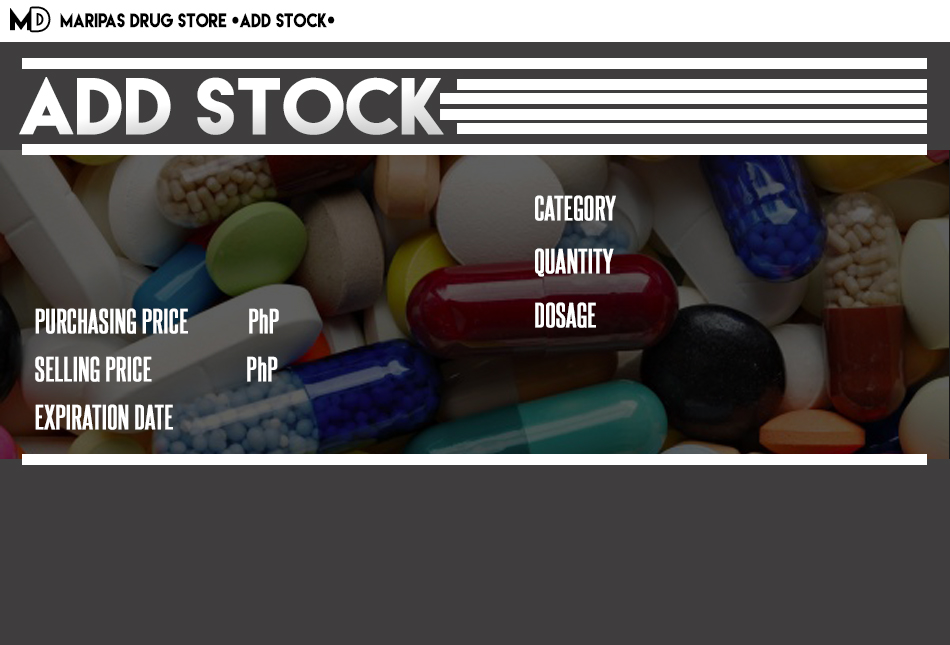 MD MARIPAS DRUG STORE •ADD STOCK•
ADD STOCK
CATEGORY
QUANTITY
DOSAGE
PURCHASING PRICE PhP
SELLING PRICE PhP
EXPIRATION DATE